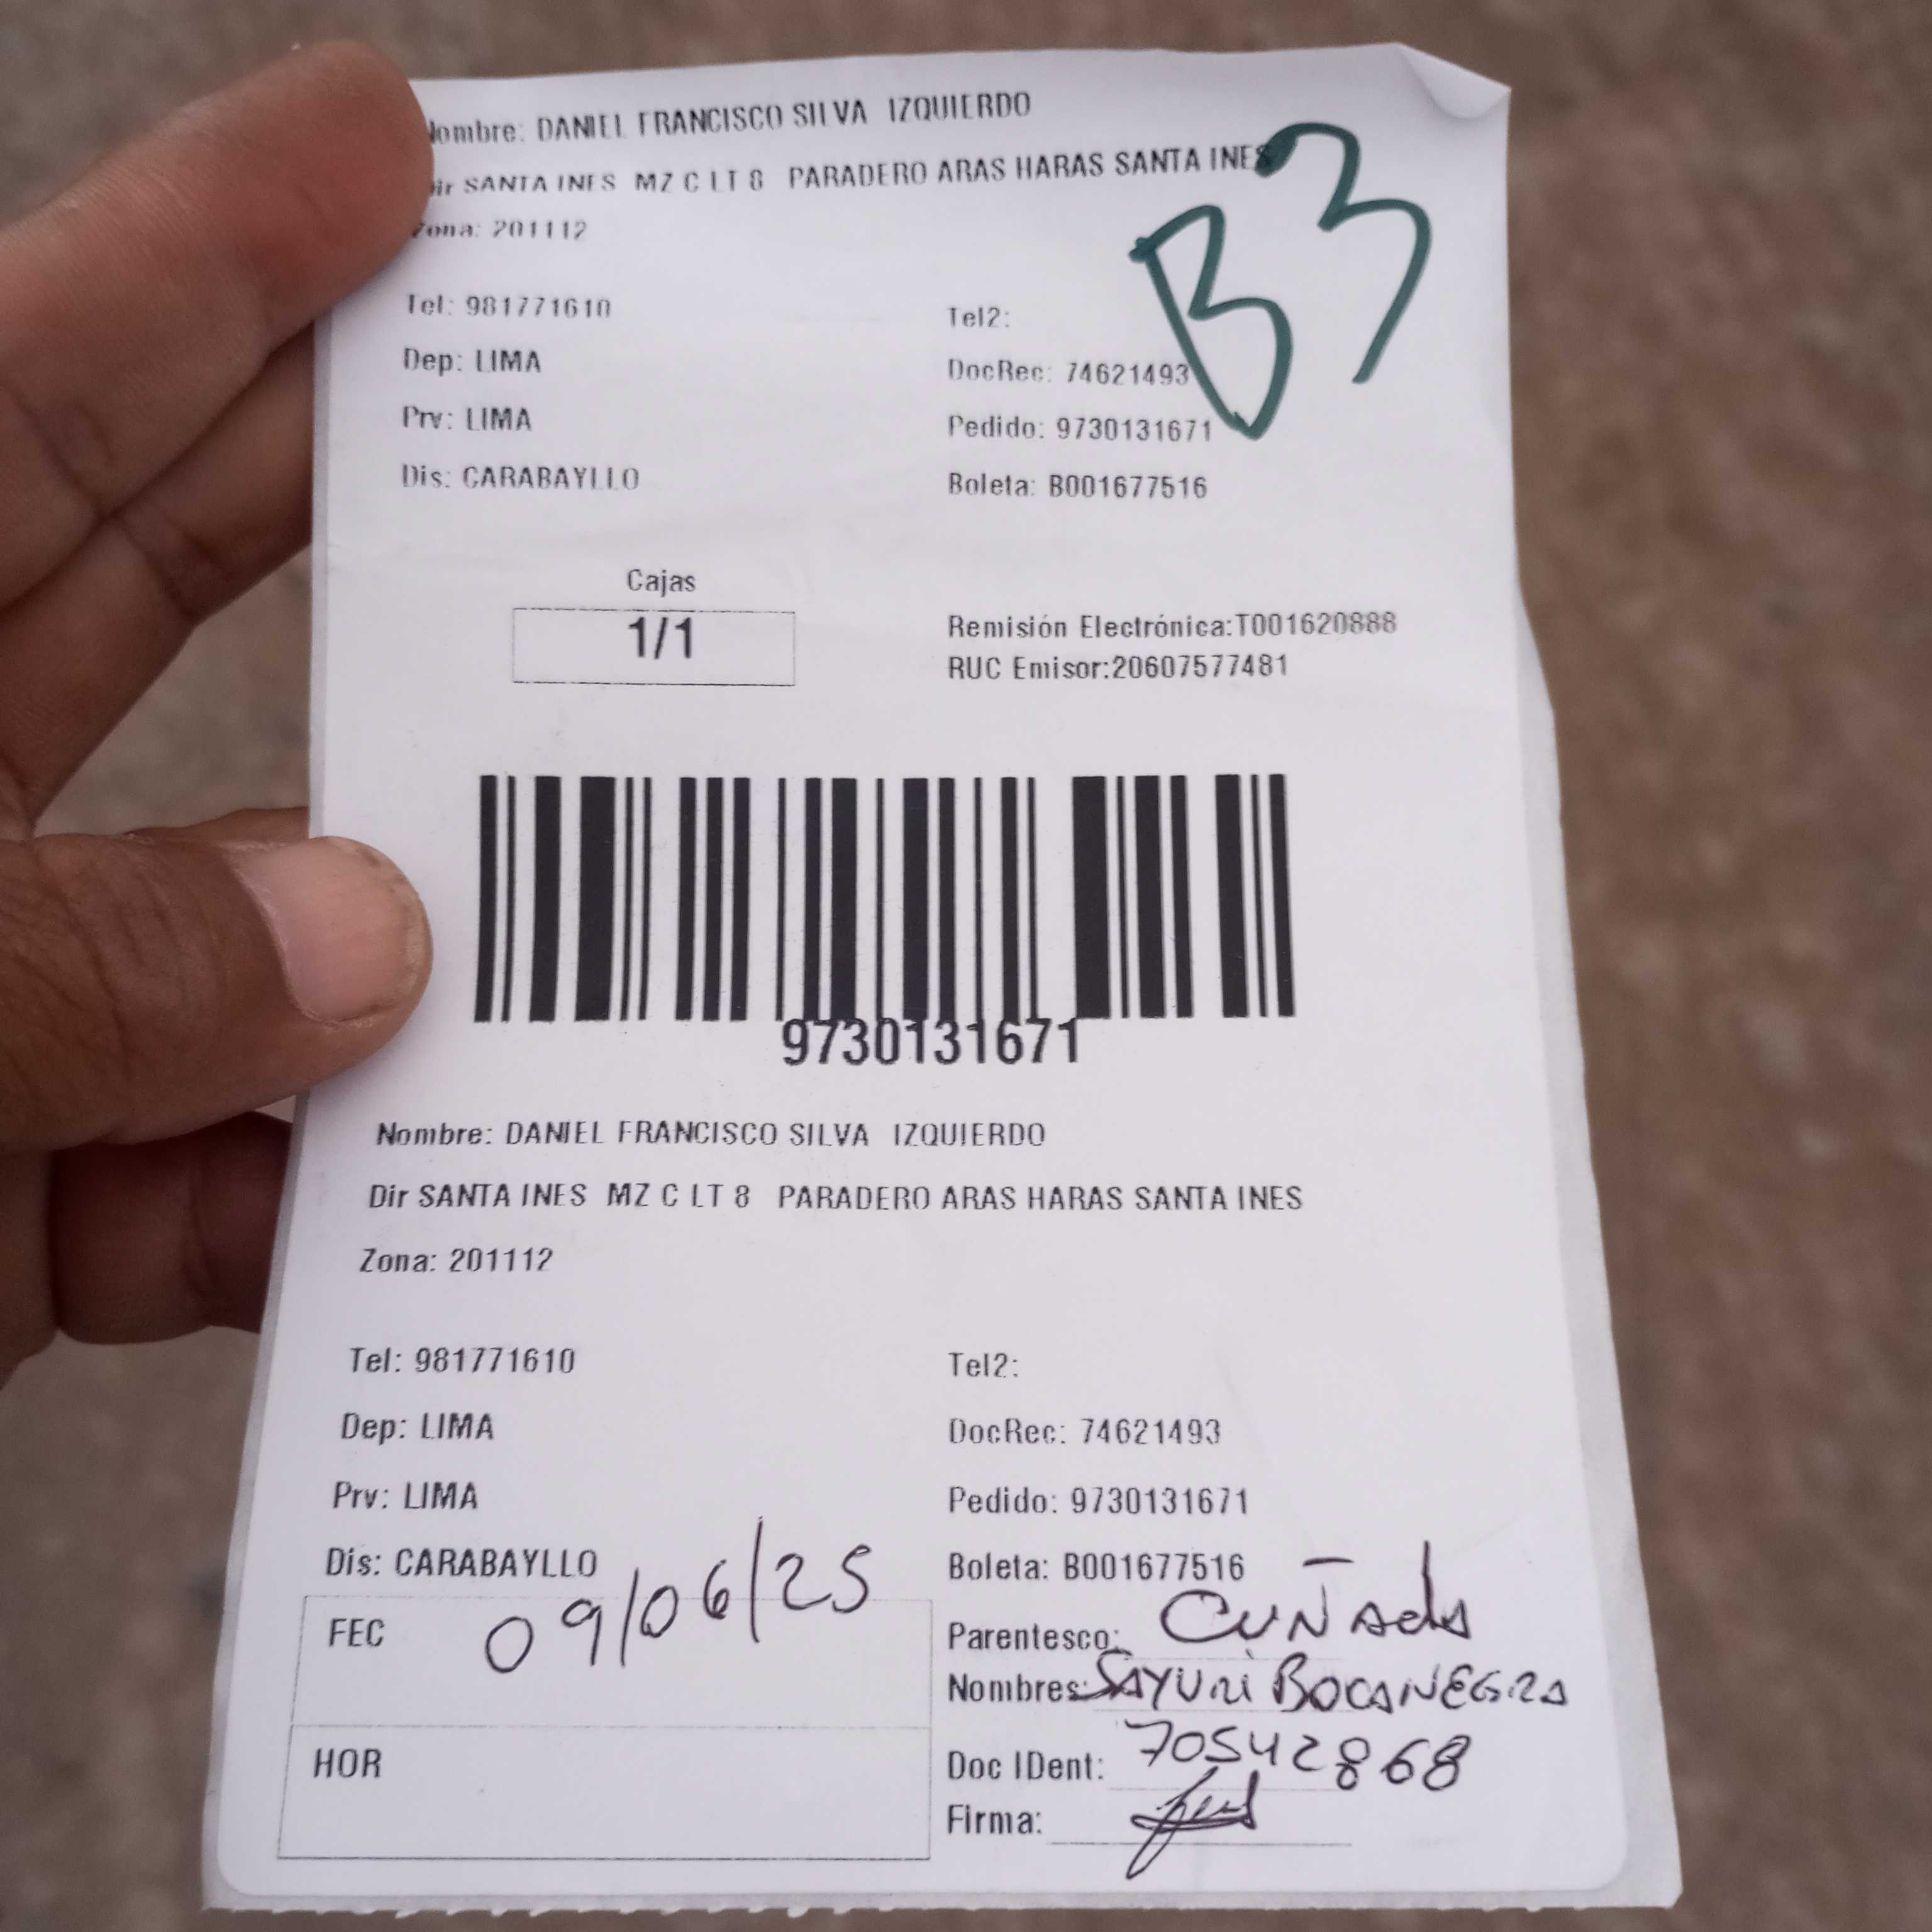 Nombre: DANIEL FRANCISCO SILVA IZQUIERDO
Dir SANTA INES MZ C LT 8 PARADERO ARAS HARAS SANTA INES
Zona: 201112
B3
Tel: 981771610
Tel2:
Dep: LIMA
DocRec: 74621493
Prv: LIMA
Pedido: 9730131671
Dis: CARABAYLLO
Boleta: B001677516
Cajas
1/1
Remisión Electrónica:T001620888
RUC Emisor:20607577481
9730131671
Nombre: DANIEL FRANCISCO SILVA IZQUIERDO
Dir SANTA INES MZ C LT 8 PARADERO ARAS HARAS SANTA INES
Zona: 201112
Tel: 981771610
Tel2:
Dep: LIMA
DocRec: 74621493
Prv: LIMA
Pedido: 9730131671
Dis: CARABAYLLO
Boleta: B001677516
FEC 09/06/25
Parentesco: CUÑADA
Nombres: SAYURI BOCANEGRA
HOR
Doc IDent: 70542868
Firma: